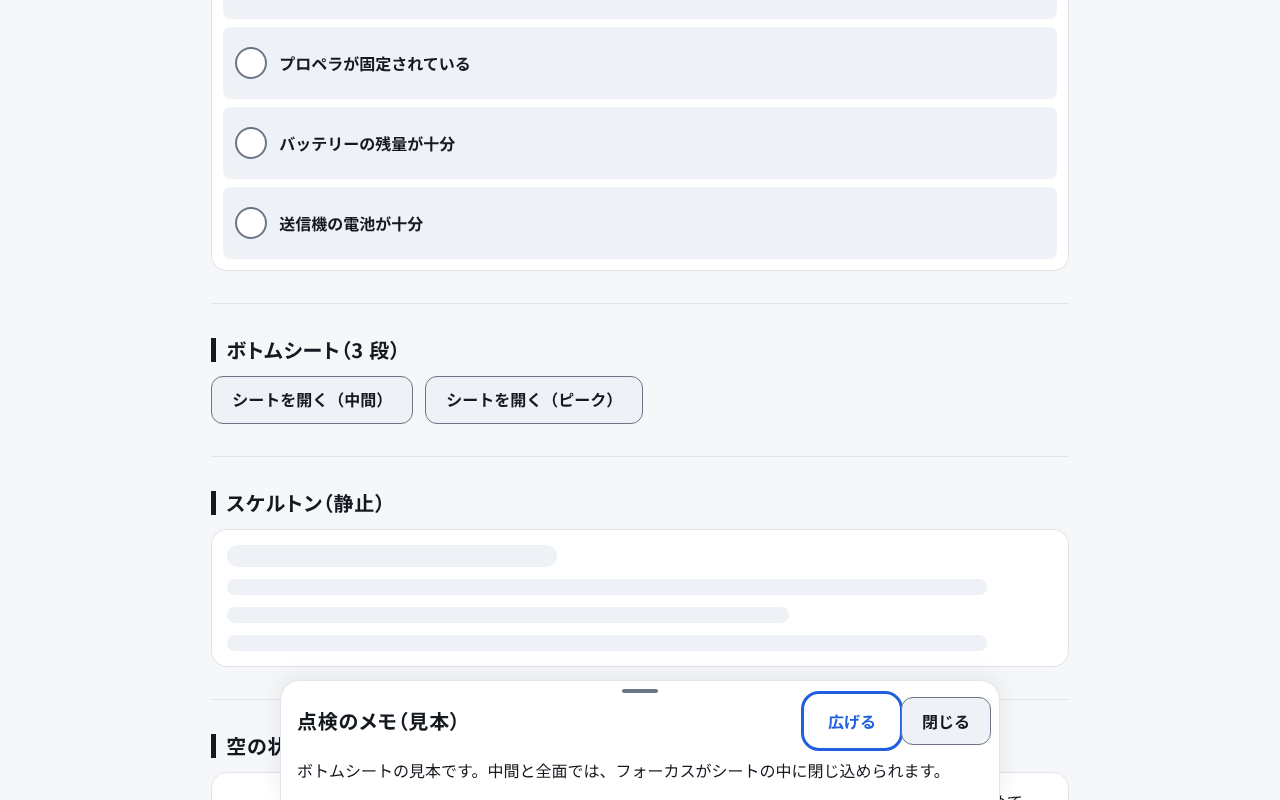 プロペラが固定されている
バッテリーの残量が十分
送信機の電池が十分
ボトムシート（3 段）
シートを開く（中間）
シートを開く（ピーク）
スケルトン（静止）
点検のメモ（見本）
広げる
閉じる
空の
ボトムシートの見本です。中間と全面では、フォーカスがシートの中に閉じ込められます。